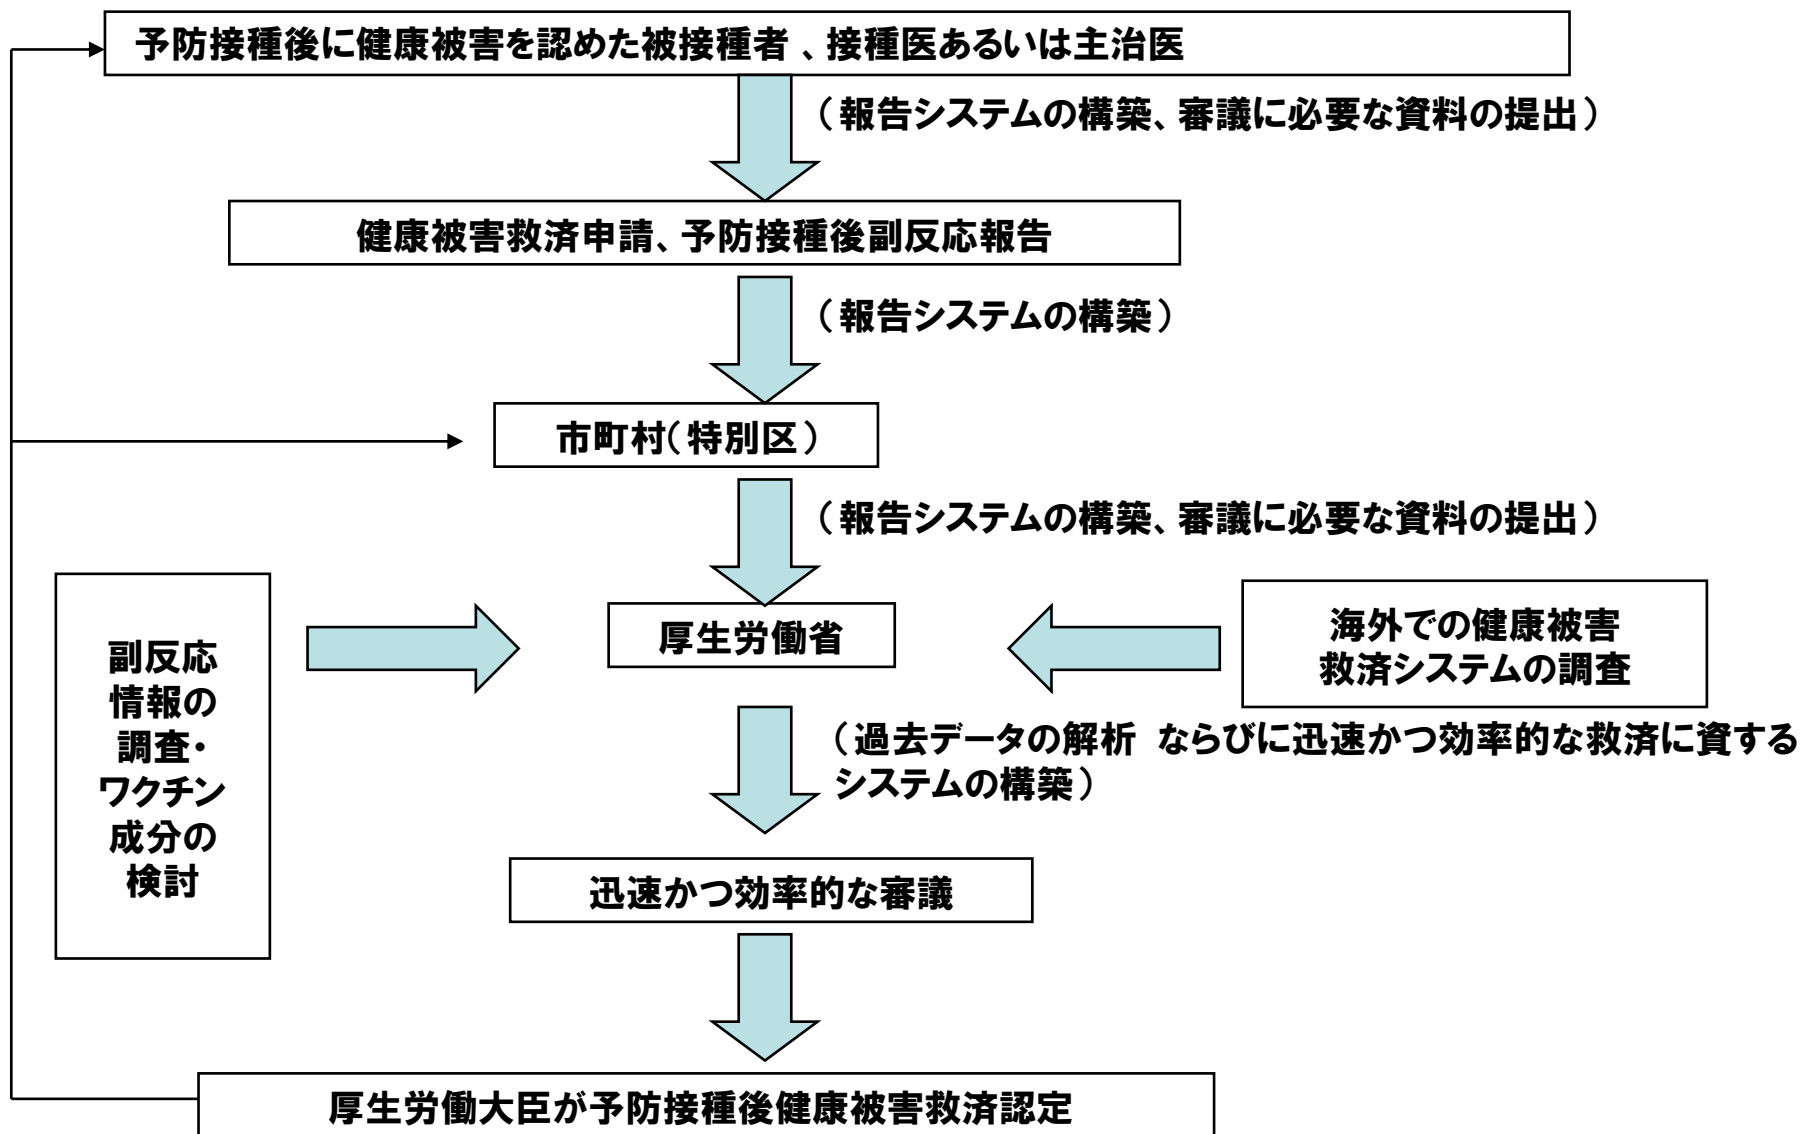 予防接種後に健康被害を認めた被接種者 、接種医あるいは主治医
（報告システムの構築、審議に必要な資料の提出）
健康被害救済申請、予防接種後副反応報告
（報告システムの構築）
市町村（特別区）
（報告システムの構築、審議に必要な資料の提出）
副反応
情報の
調査・
ワクチン
成分の
検討
厚生労働省
海外での健康被害
救済システムの調査
（過去データの解析 ならびに迅速かつ効率的な救済に資する
システムの構築）
迅速かつ効率的な審議
厚生労働大臣が予防接種後健康被害救済認定